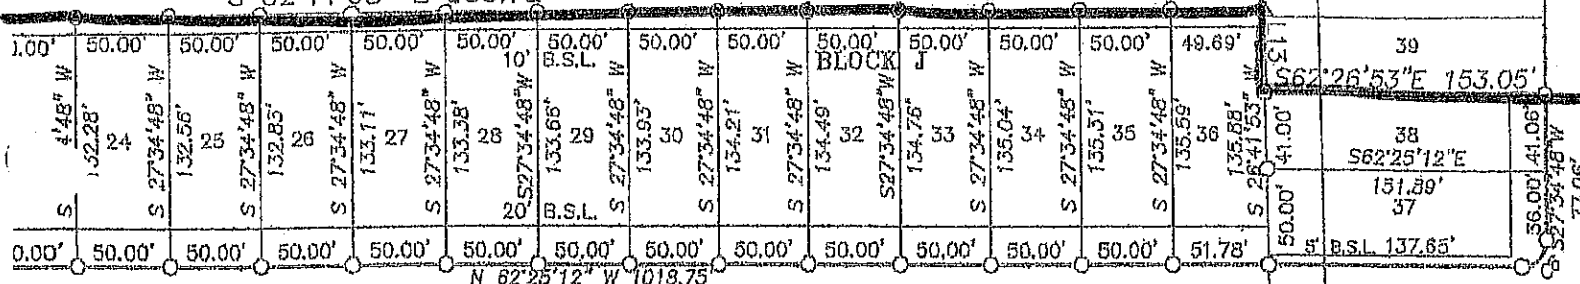 50.00' 50.00' 50.00' 50.00' 50.00' 50.00' 50.00' 50.00' 50.00' 50.00' 50.00' 50.00' 49.69'
10' B.S.L.
BLOCK J
39
S62°26'53"E 153.05'
4'48" W
132.28'
24
S 27°34'48" W
132.56'
25
S 27°34'48" W
132.83'
26
S 27°34'48" W
133.11'
27
S 27°34'48" W
133.38'
28
S27°34'48"W
133.66'
29
S 27°34'48" W
133.93'
30
S 27°34'48" W
134.21'
31
S 27°34'48" W
134.49'
32
S27°34'48"W
134.76'
33
S 27°34'48" W
135.04'
34
S 27°34'48" W
135.31'
35
S 27°34'48" W
135.59'
36
135.88'
S 26°41'53" W
41.00'
38
S62°25'12"E
151.89'
37
50.00'
5' B.S.L. 137.65'
41.06'
36.00'
S27°34'48"W
S
20' B.S.L.
0.00' 50.00' 50.00' 50.00' 50.00' 50.00' 50.00' 50.00' 50.00' 50.00' 50.00' 50.00' 51.78'
N 62°25'12" W 1018.75'